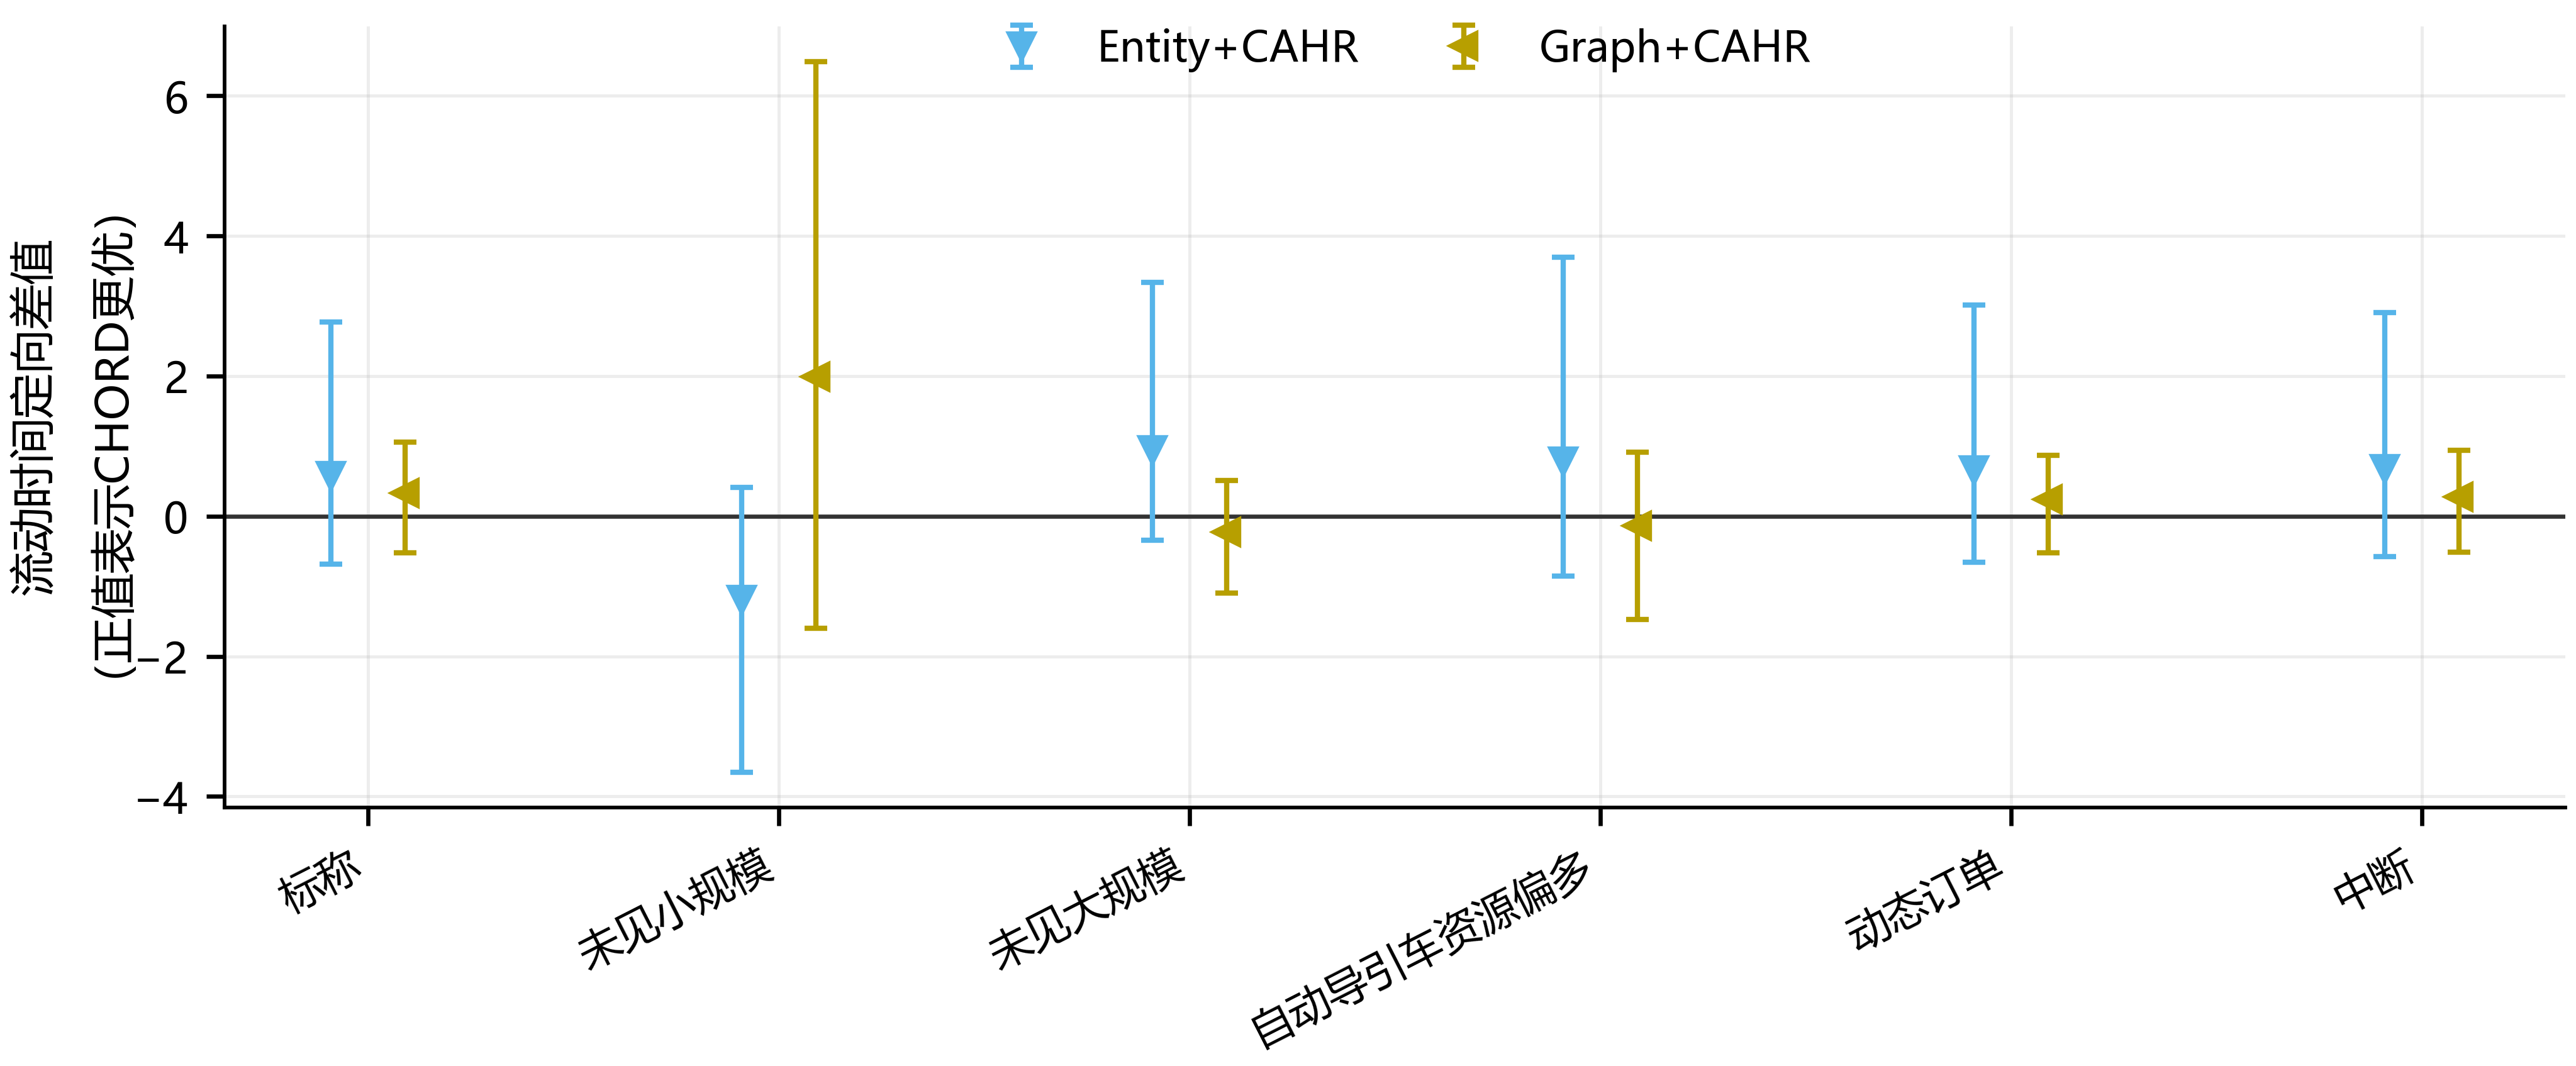 Entity+CAHR
Graph+CAHR
流动时间定向差值
(正值表示CHORD更优)
6
4
2
0
−2
−4
标称
未见小规模
未见大规模
自动导引车资源偏多
动态订单
中断